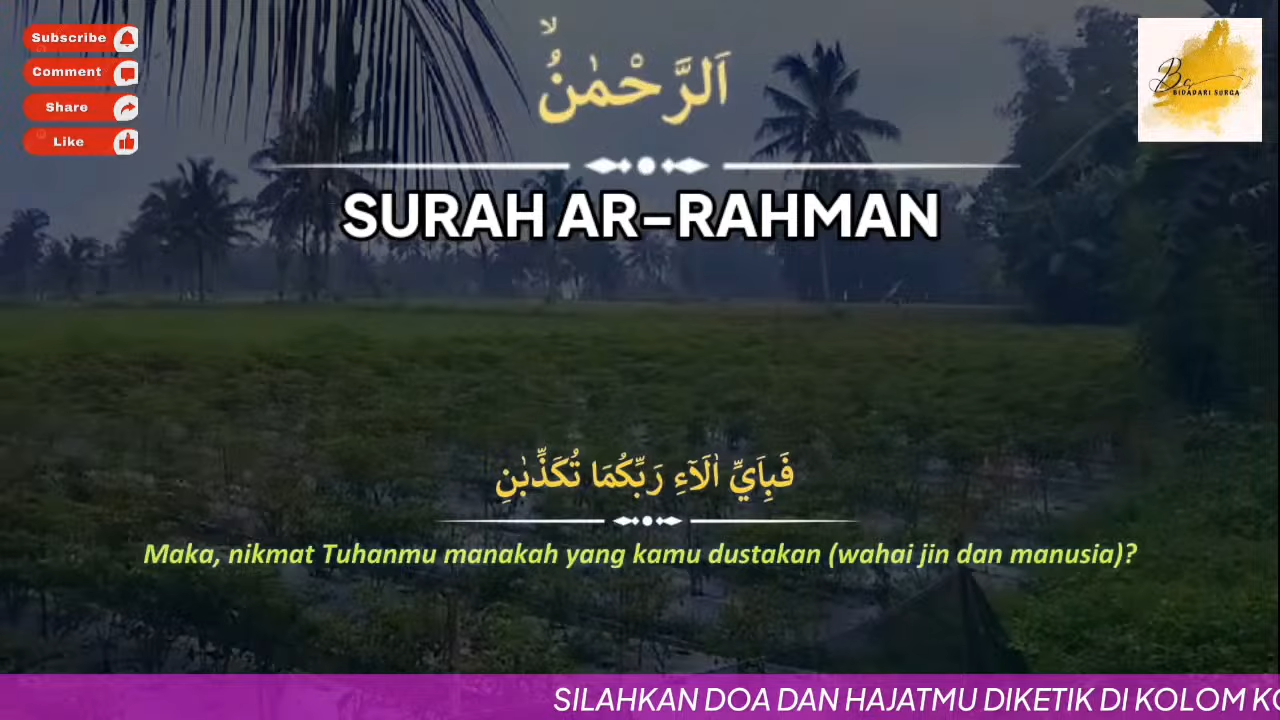 Subscribe
Comment
Share
Like
اَلرَّحْمٰنُۙ
SURAH AR-RAHMAN
BIDADARI SURGA
فَبِاَيِّ اٰلَاۤءِ رَبِّكُمَا تُكَذِّبٰنِ
Maka, nikmat Tuhanmu manakah yang kamu dustakan (wahai jin dan manusia)?
SILAHKAN DOA DAN HAJATMU DIKETIK DI KOLOM